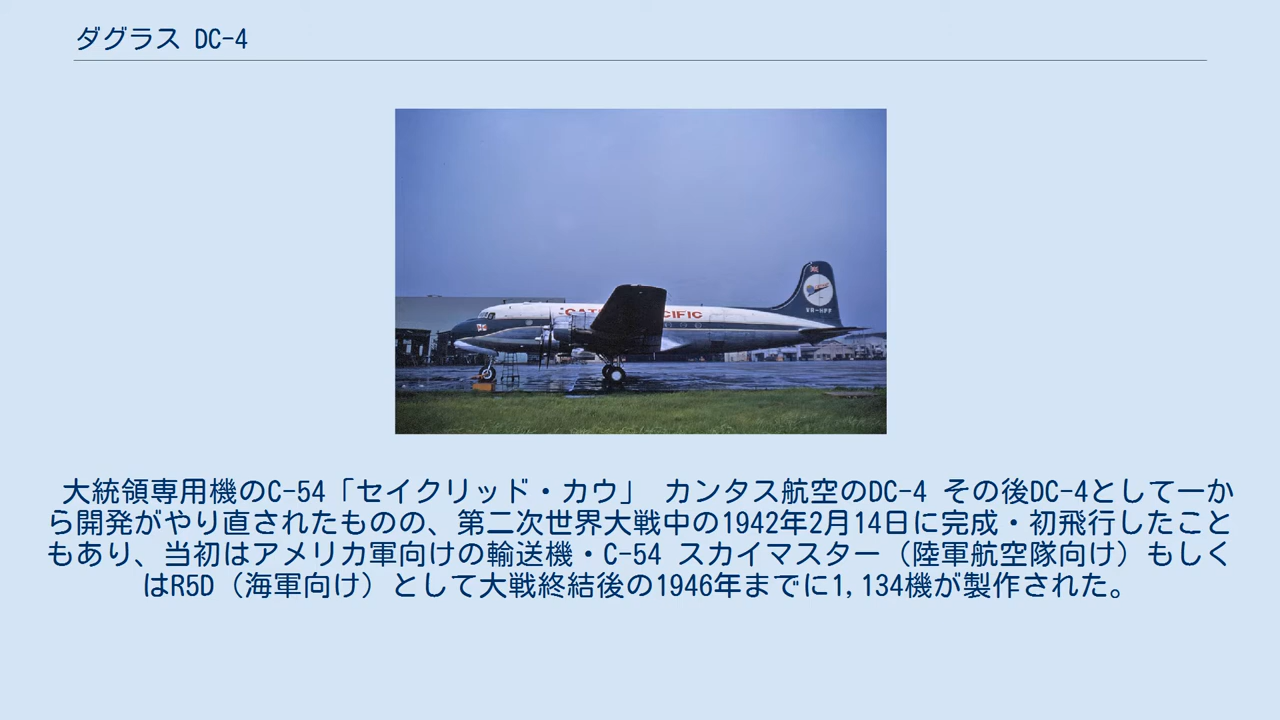 ダグラス DC-4
CAT PACIFIC
VR-HFF
大統領専用機のC-54「セイクリッド・カウ」 カンタス航空のDC-4 その後DC-4として一か
ら開発がやり直されたものの、第二次世界大戦中の1942年2月14日に完成・初飛行したこと
もあり、当初はアメリカ軍向けの輸送機・C-54 スカイマスター（陸軍航空隊向け）もしく
はR5D（海軍向け）として大戦終結後の1946年までに1,134機が製作された。